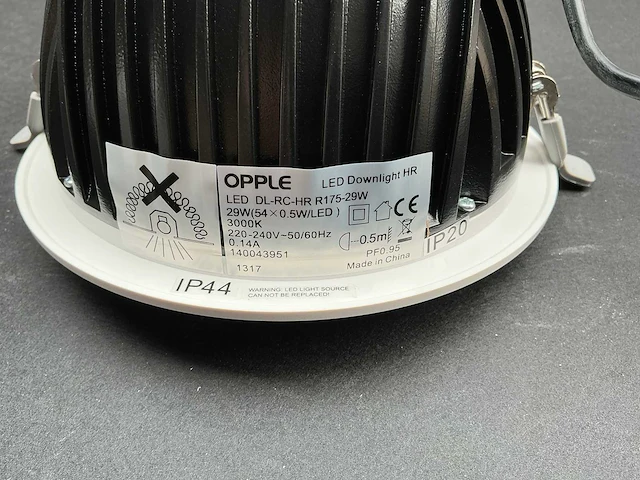 OPPLE LED Downlight HR
LED DL-RC-HR R175-29W
29W(54×0.5W/LED)
3000K
220-240V~50/60Hz
0.14A
140043951
1317
CE
0.5m
PF0.95
Made in China
IP20
IP44
WARNING: LED LIGHT SOURCE
CAN NOT BE REPLACED!